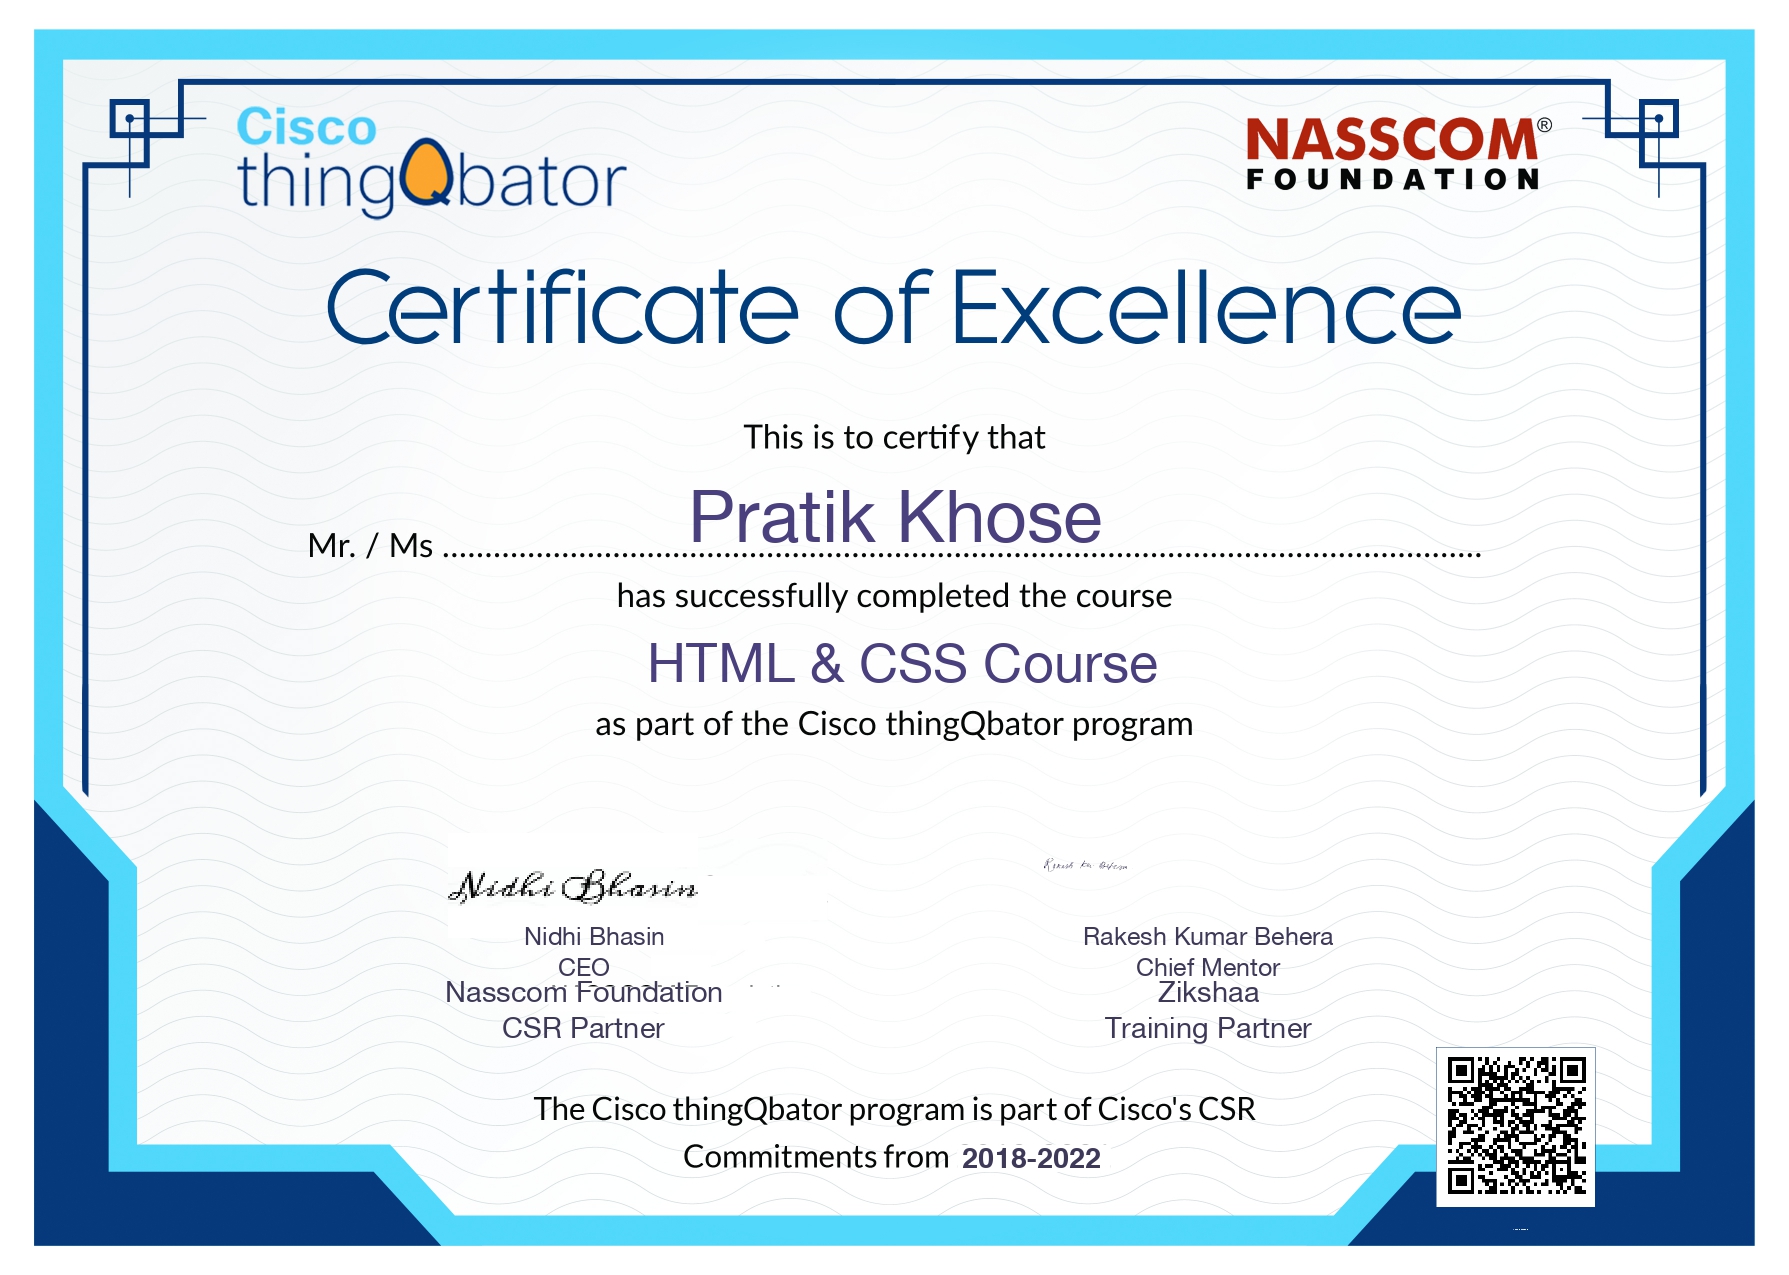 Cisco
thingQbator
NASSCOM®
FOUNDATION
Certificate of Excellence
This is to certify that
Pratik Khose
Mr. / Ms ........................................................................................................................
has successfully completed the course
HTML & CSS Course
as part of the Cisco thingQbator program
Nidhi Bhasin
Nidhi Bhasin
CEO
Nasscom Foundation
CSR Partner
Rakesh Kumar Behera
Chief Mentor
Zikshaa
Training Partner
The Cisco thingQbator program is part of Cisco's CSR
Commitments from 2018-2022